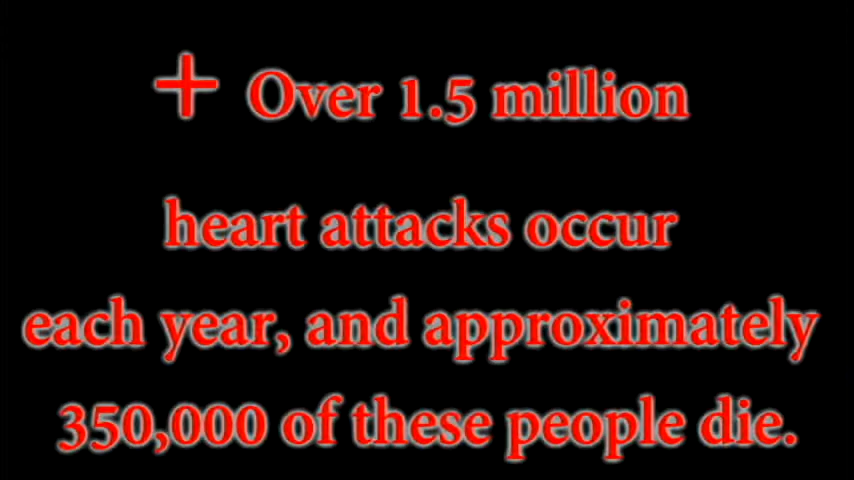 + Over 1.5 million
heart attacks occur
each year, and approximately
350,000 of these people die.